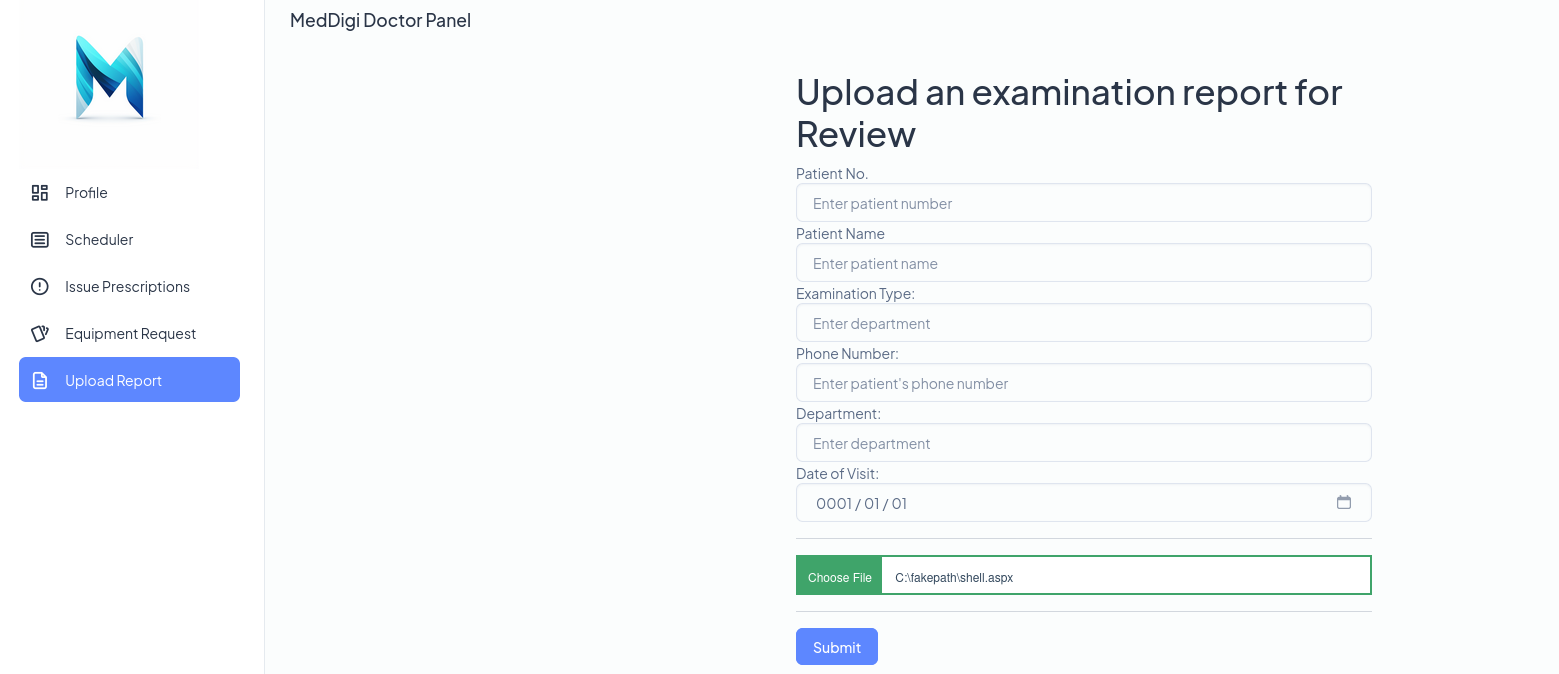 MedDigi Doctor Panel
Profile
Scheduler
Issue Prescriptions
Equipment Request
Upload Report
Upload an examination report for
Review
Patient No.
Enter patient number
Patient Name
Enter patient name
Examination Type:
Enter department
Phone Number:
Enter patient's phone number
Department:
Enter department
Date of Visit:
0001 / 01 / 01
Choose File C:\fakepath\shell.aspx
Submit